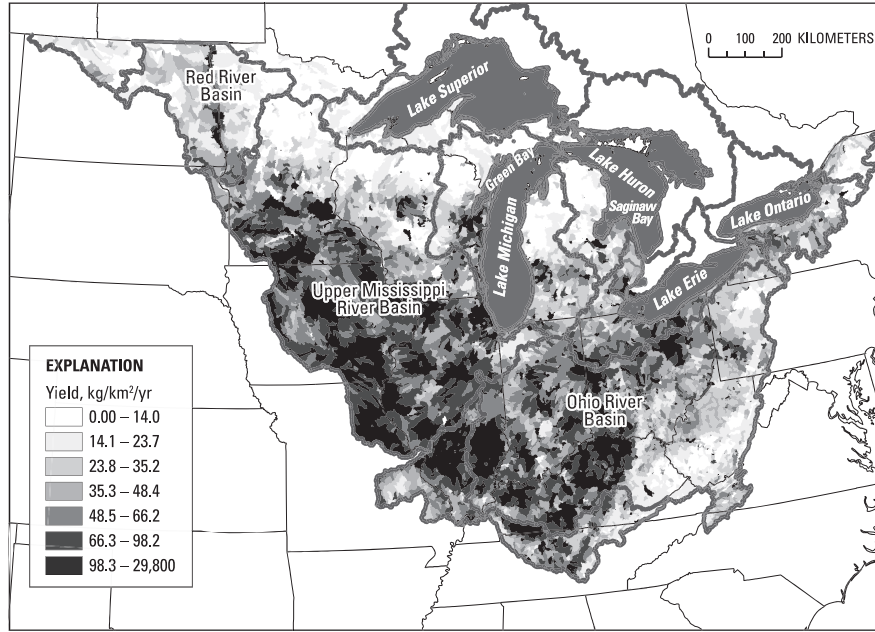 0 100 200 KILOMETERS
Red River
Basin
Lake Superior
Green Bay
Lake Huron
Saginaw
Bay
Lake Michigan
Lake Ontario
Lake Erie
Upper Mississippi
River Basin
Ohio River
Basin
EXPLANATION
Yield, kg/km²/yr
0.00 – 14.0
14.1 – 23.7
23.8 – 35.2
35.3 – 48.4
48.5 – 66.2
66.3 – 98.2
98.3 – 29,800